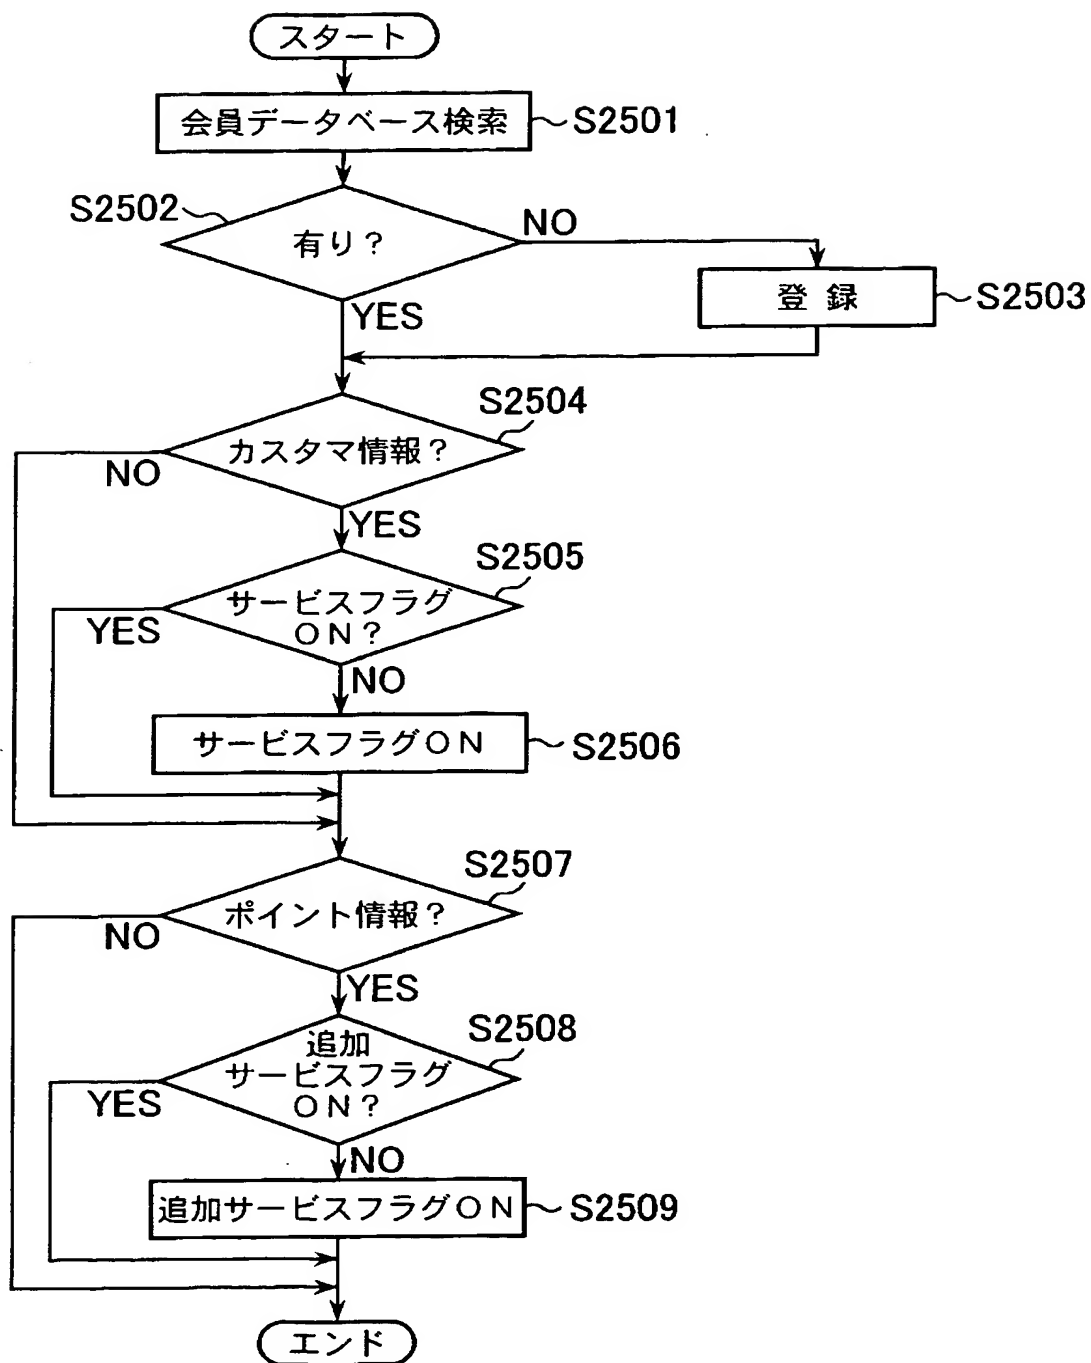 スタート
会員データベース検索
S2501
S2502
有り？
NO
登 録
S2503
YES
S2504
カスタマ情報？
NO
YES
S2505
サービスフラグ
ＯＮ？
YES
NO
サービスフラグＯＮ
S2506
S2507
ポイント情報？
NO
YES
S2508
追加
サービスフラグ
ＯＮ？
YES
NO
追加サービスフラグＯＮ
S2509
エンド